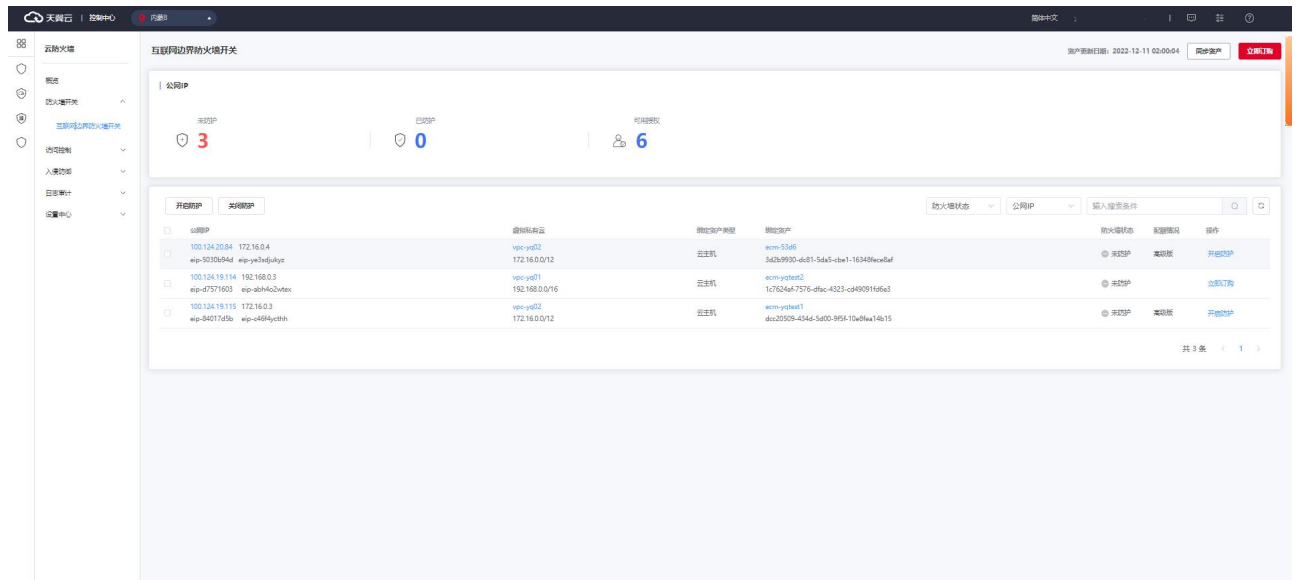 天翼云 | 控制中心 内蒙8 简体中文
云防火墙
概览
防火墙开关
互联网边界防火墙开关
访问控制
入侵防御
日志审计
设置中心
互联网边界防火墙开关 资产更新日期：2022-12-11 02:00:04 同步资产 立即订购
公网IP
未防护 已防护 可用授权
3 0 6
开启防护 关闭防护 防火墙状态 公网IP 输入搜索条件
公网IP 虚拟私有云 绑定资产类型 绑定资产 防火墙状态 配置情况 操作
100.124.20.84 172.16.0.4 vpc-yq02 云主机 ecm-53d6 未防护 高级版 开启防护
eip-5030b94d eip-ye3sdjukyz 172.16.0.0/12 3d2b9930-dc81-5da5-cbe1-16348fece8af
100.124.19.114 192.168.0.3 vpc-yq01 云主机 ecm-yqtest2 未防护 立即订购
eip-d7571603 eip-abh4o2wtex 192.168.0.0/16 1c7624af-7576-dfac-4323-cd49091fd6e3
100.124.19.115 172.16.0.3 vpc-yq02 云主机 ecm-yqtest1 未防护 高级版 开启防护
eip-84017d5b eip-c46f4ycthh 172.16.0.0/12 dcc20509-434d-5d00-9f5f-10e8fea14b15
共 3 条 1